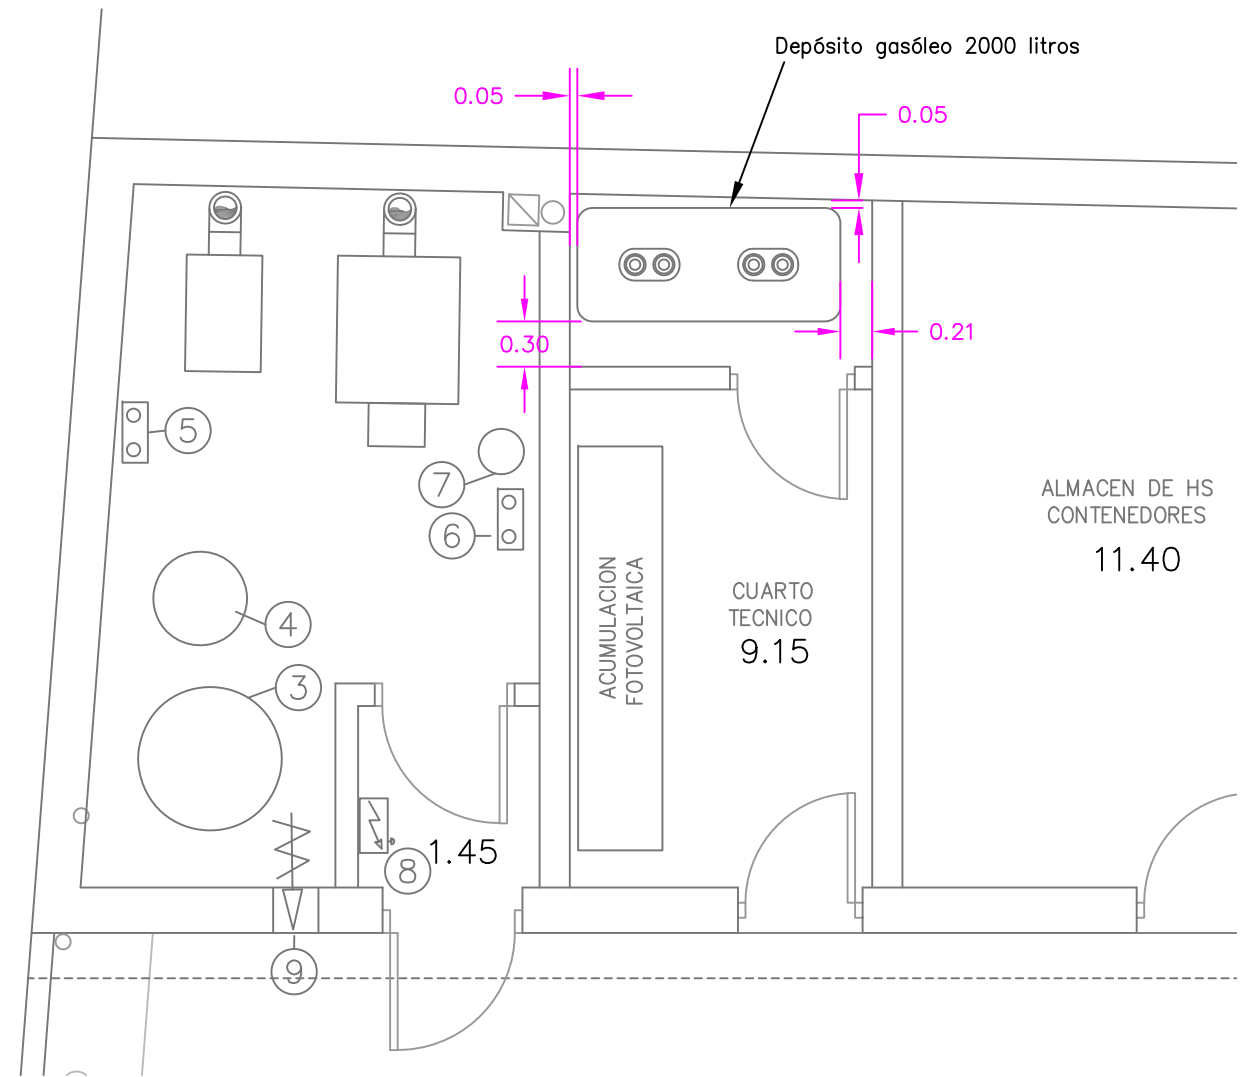 Depósito gasóleo 2000 litros
0.05
0.05
0.30
0.21
5
7
6
ALMACEN DE HS
CONTENEDORES
11.40
ACUMULACION
FOTOVOLTAICA
CUARTO
TECNICO
9.15
4
3
8
1.45
9